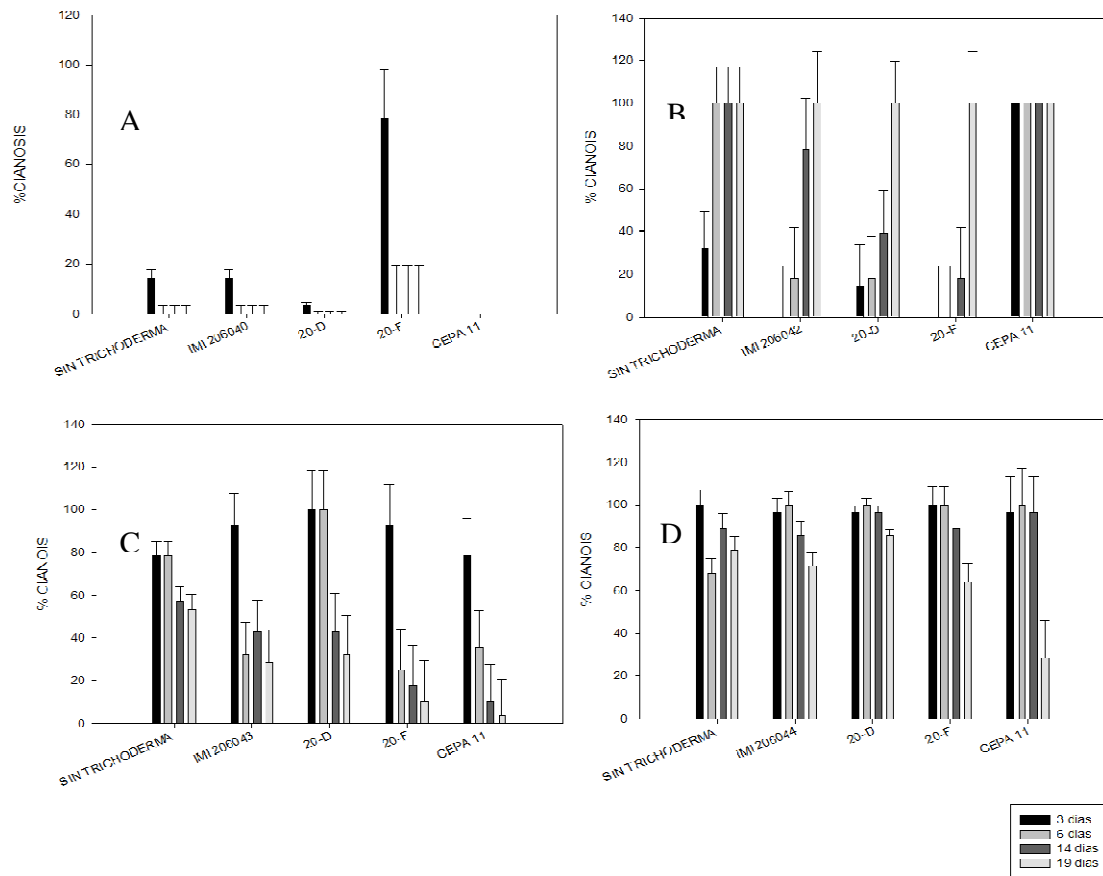 120
100
80
60
40
20
0
%CIANOSIS
A
SIN TRICHODERMA
IMI 206040
20-D
20-F
CEPA 11
140
120
100
80
60
40
20
0
% CIANOIS
B
SIN TRICHODERMA
IMI 206042
20-D
20-F
CEPA 11
140
120
100
80
60
40
20
0
% CIANOIS
C
SIN TRICHODERMA
IMI 206043
20-D
20-F
CEPA 11
140
120
100
80
60
40
20
0
% CIANOIS
D
SIN TRICHODERMA
IMI 206044
20-D
20-F
CEPA 11
3 dias
6 dias
14 dias
19 dias